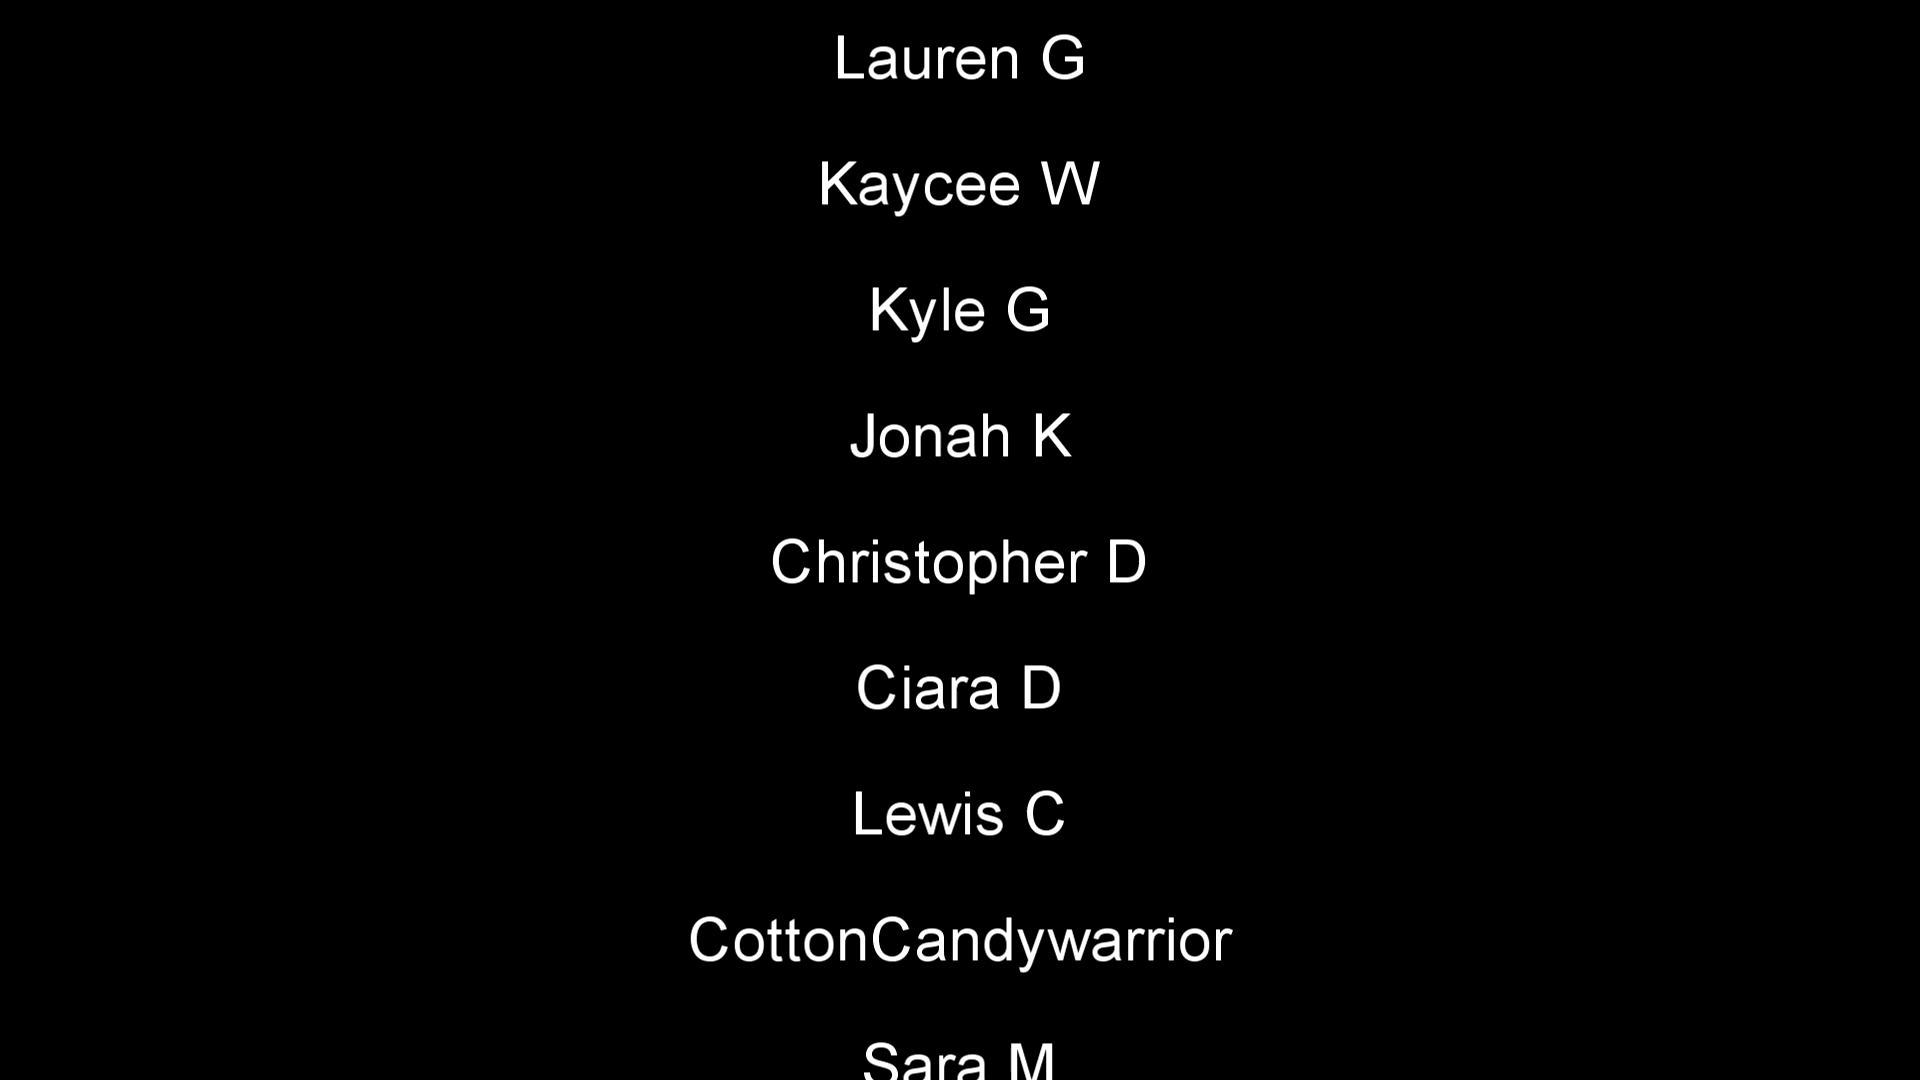 Lauren G
Kaycee W
Kyle G
Jonah K
Christopher D
Ciara D
Lewis C
CottonCandywarrior
Sara M